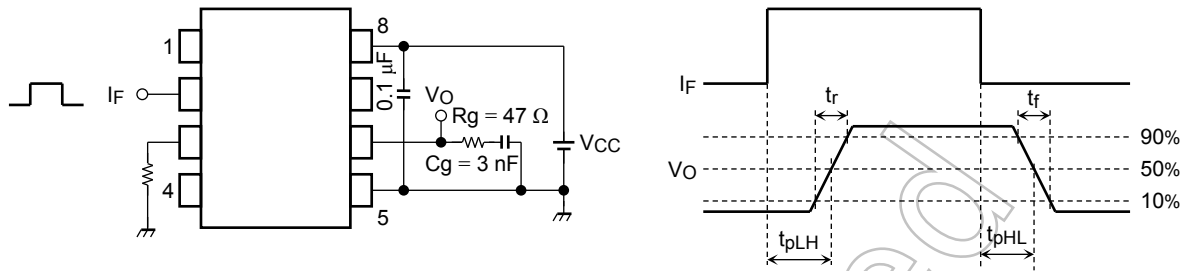 1
8
I_F
0.1 μF
V_O
Rg = 47 Ω
Cg = 3 nF
V_CC
4
5
I_F
t_r
t_f
90%
V_O
50%
10%
t_pLH
t_pHL